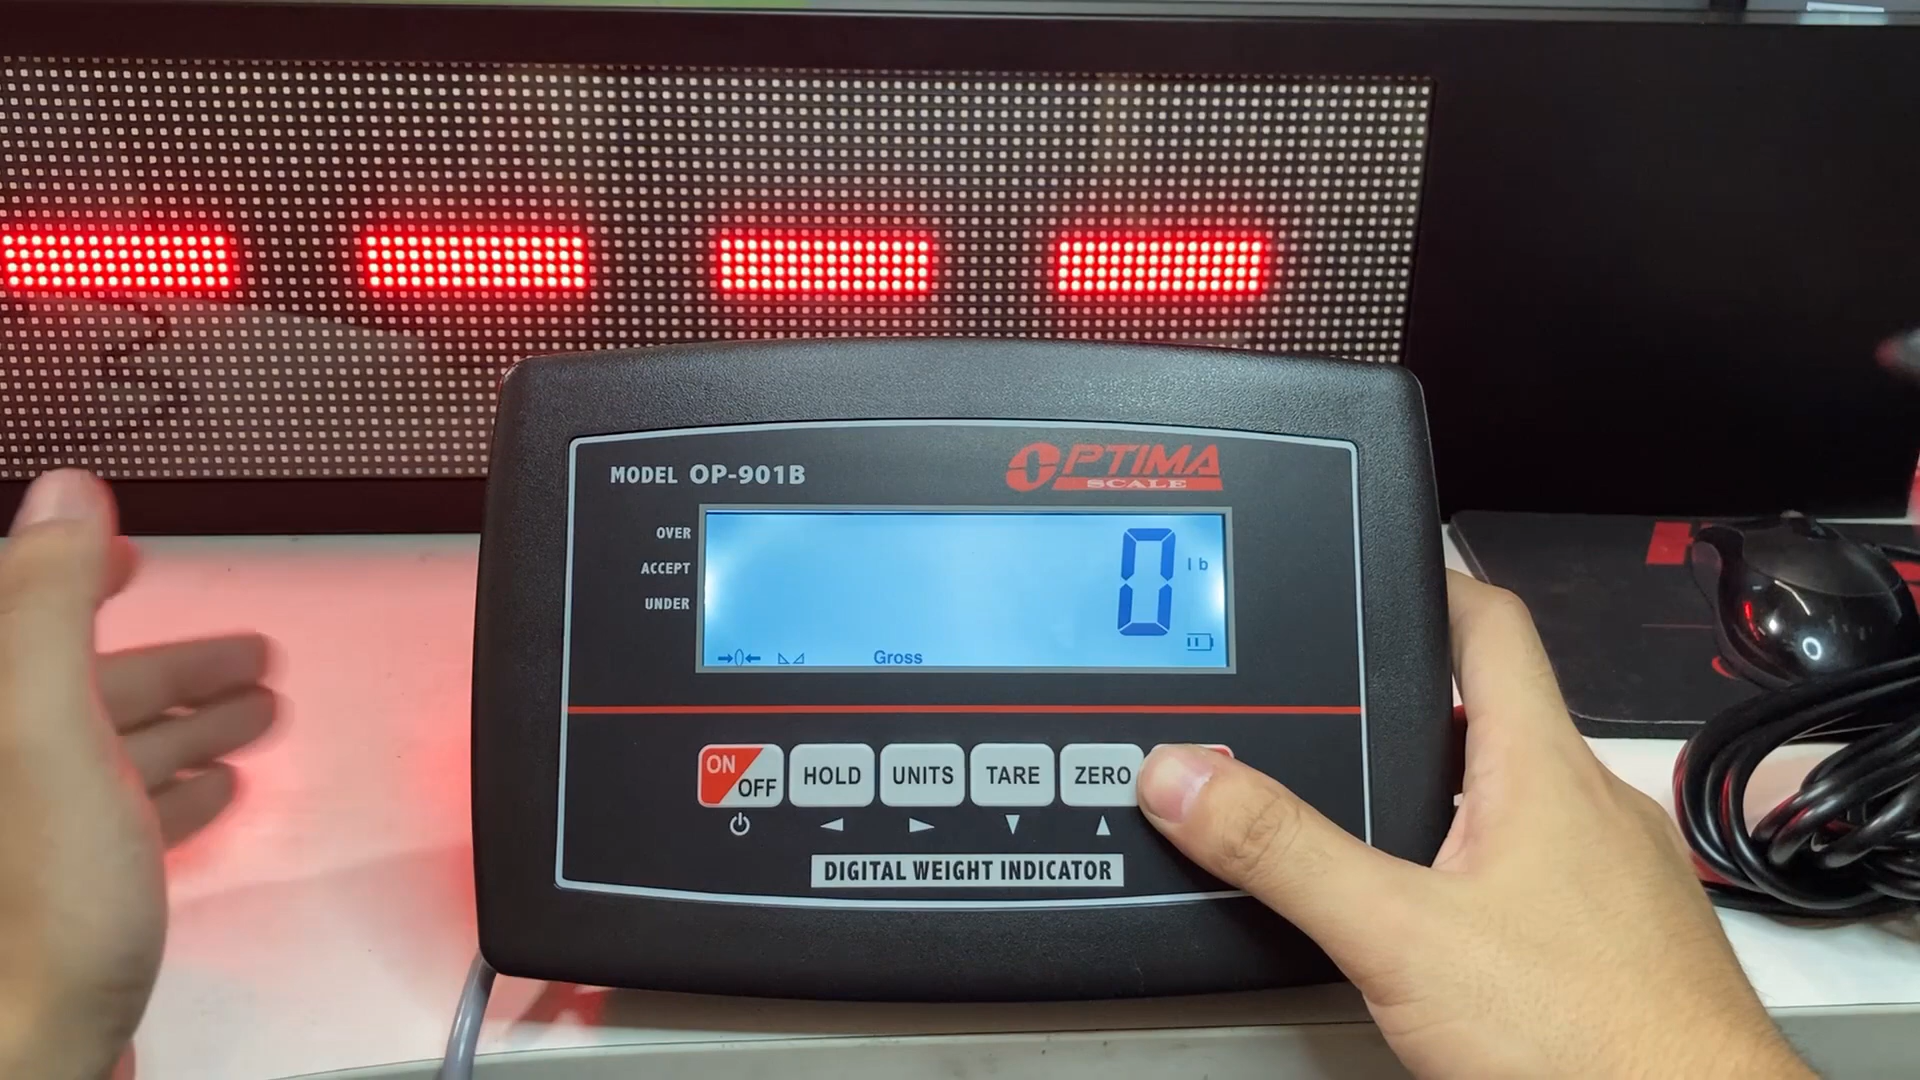 MODEL OP-901B
OPTIMA
SCALE
OVER
ACCEPT
UNDER
0 lb
Gross
ON OFF
HOLD
UNITS
TARE
ZERO
DIGITAL WEIGHT INDICATOR